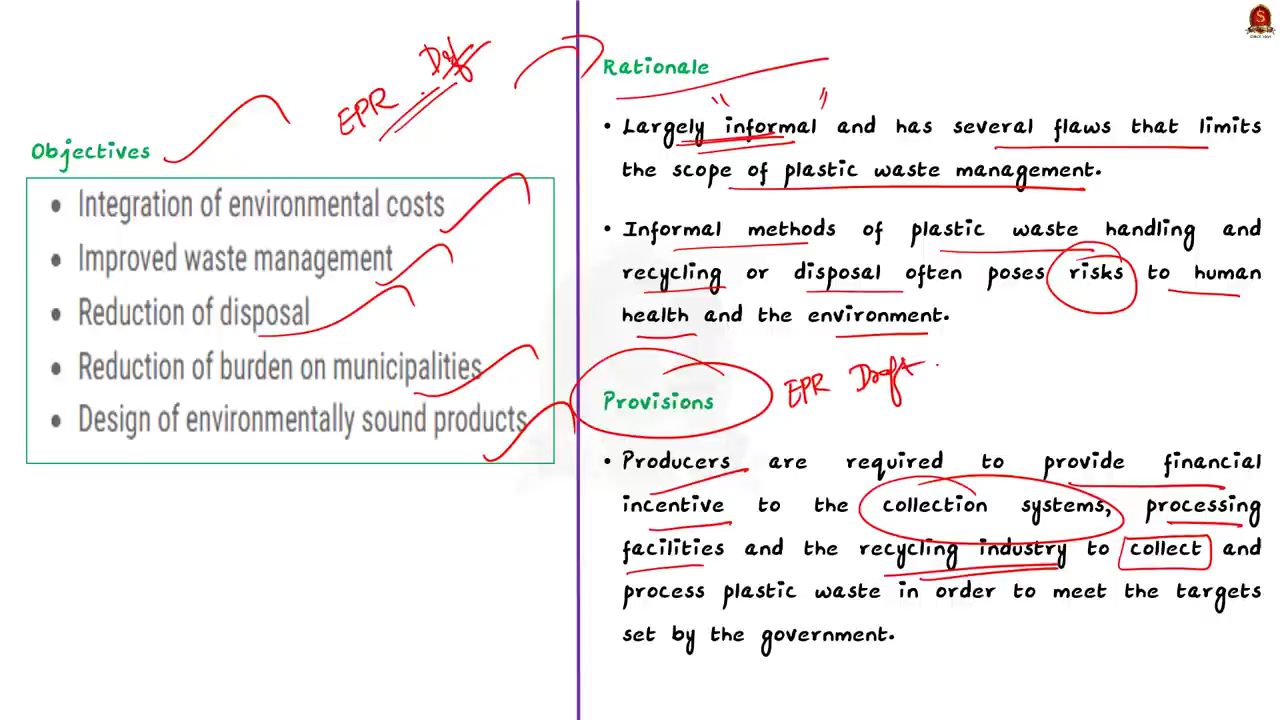 EPR Draf
Objectives
• Integration of environmental costs
• Improved waste management
• Reduction of disposal
• Reduction of burden on municipalities
• Design of environmentally sound products
Rationale
• Largely informal and has several flaws that limits
the scope of plastic waste management.
• Informal methods of plastic waste handling and
recycling or disposal often poses risks to human
health and the environment.
EPR Draft
Provisions
• Producers are required to provide financial
incentive to the collection systems, processing
facilities and the recycling industry to collect and
process plastic waste in order to meet the targets
set by the government.